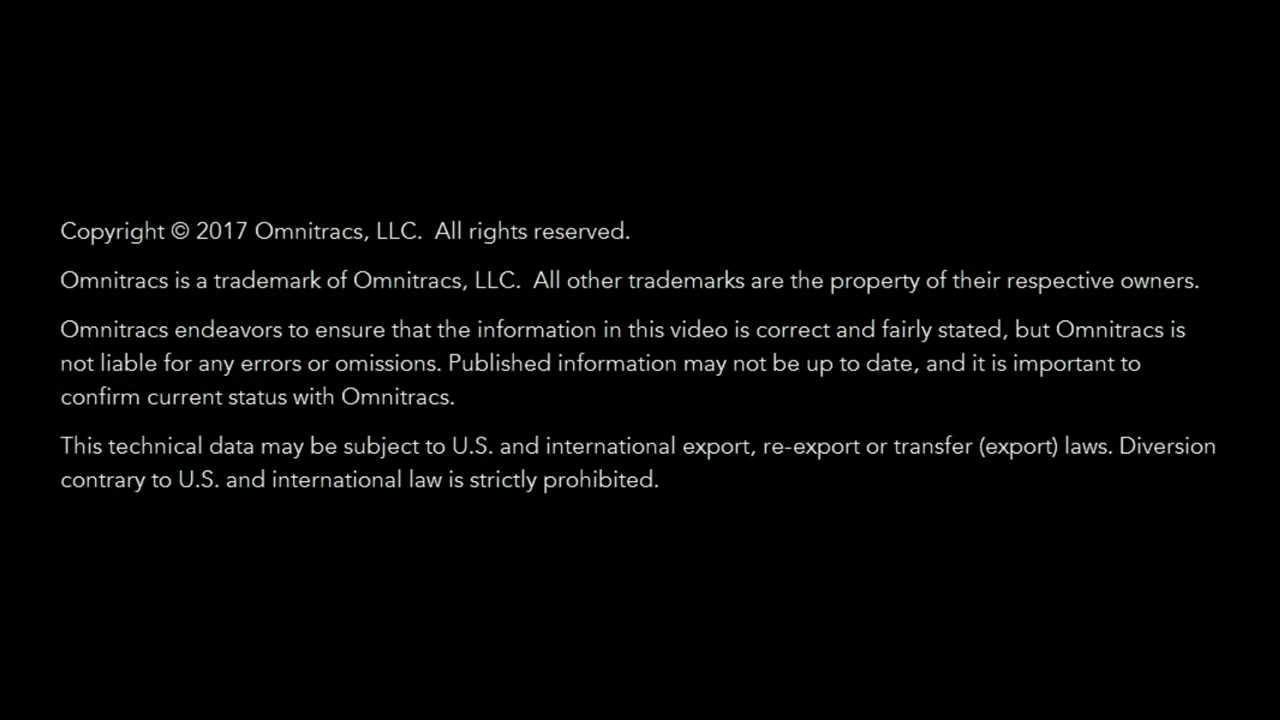 Copyright © 2017 Omnitracs, LLC.  All rights reserved.
Omnitracs is a trademark of Omnitracs, LLC.  All other trademarks are the property of their respective owners.
Omnitracs endeavors to ensure that the information in this video is correct and fairly stated, but Omnitracs is
not liable for any errors or omissions. Published information may not be up to date, and it is important to
confirm current status with Omnitracs.
This technical data may be subject to U.S. and international export, re-export or transfer (export) laws. Diversion
contrary to U.S. and international law is strictly prohibited.